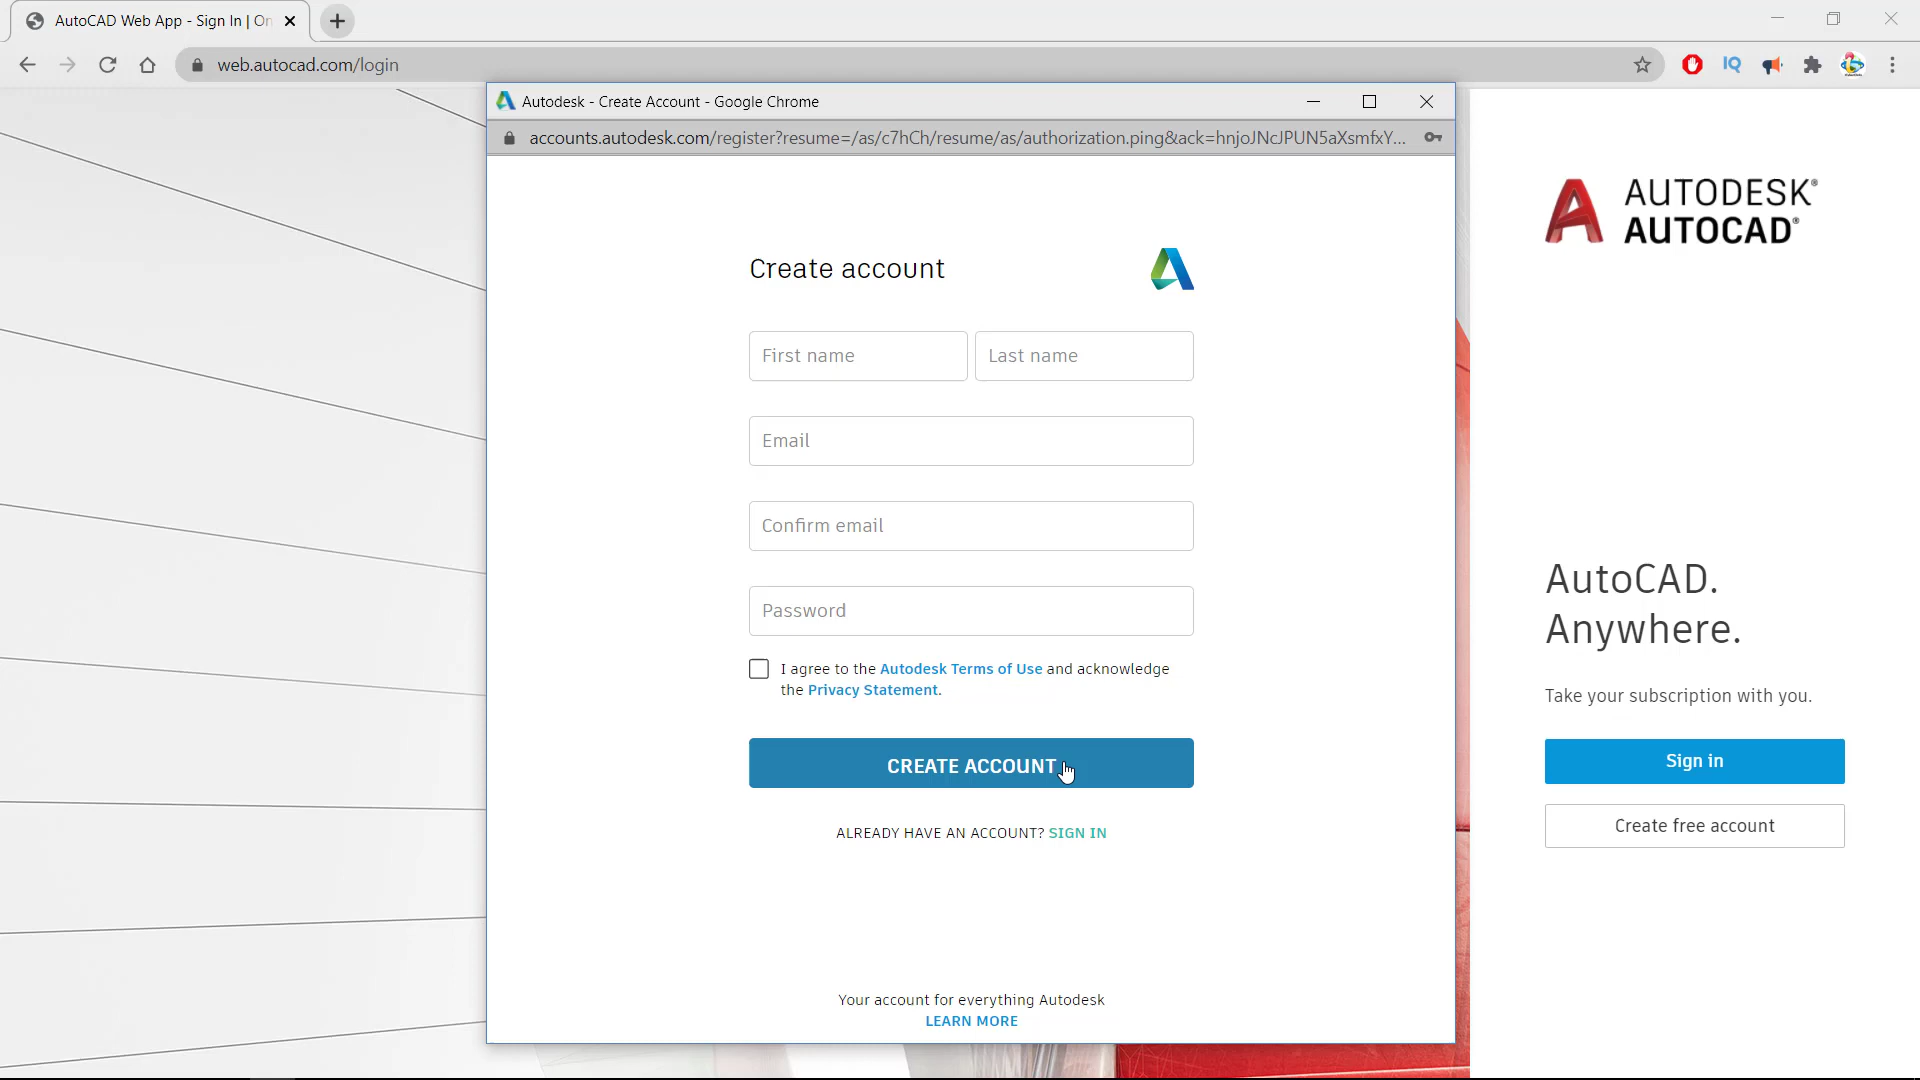 AutoCAD Web App - Sign In | On
web.autocad.com/login
IQ
Autodesk - Create Account - Google Chrome
accounts.autodesk.com/register?resume=/as/c7hCh/resume/as/authorization.ping&ack=hnjoJNcJPUN5aXsmfxY...
Create account
First name
Last name
Email
Confirm email
Password
I agree to the Autodesk Terms of Use and acknowledge
the Privacy Statement.
CREATE ACCOUNT
ALREADY HAVE AN ACCOUNT? SIGN IN
Your account for everything Autodesk
LEARN MORE
AUTODESK®
AUTOCAD®
AutoCAD.
Anywhere.
Take your subscription with you.
Sign in
Create free account